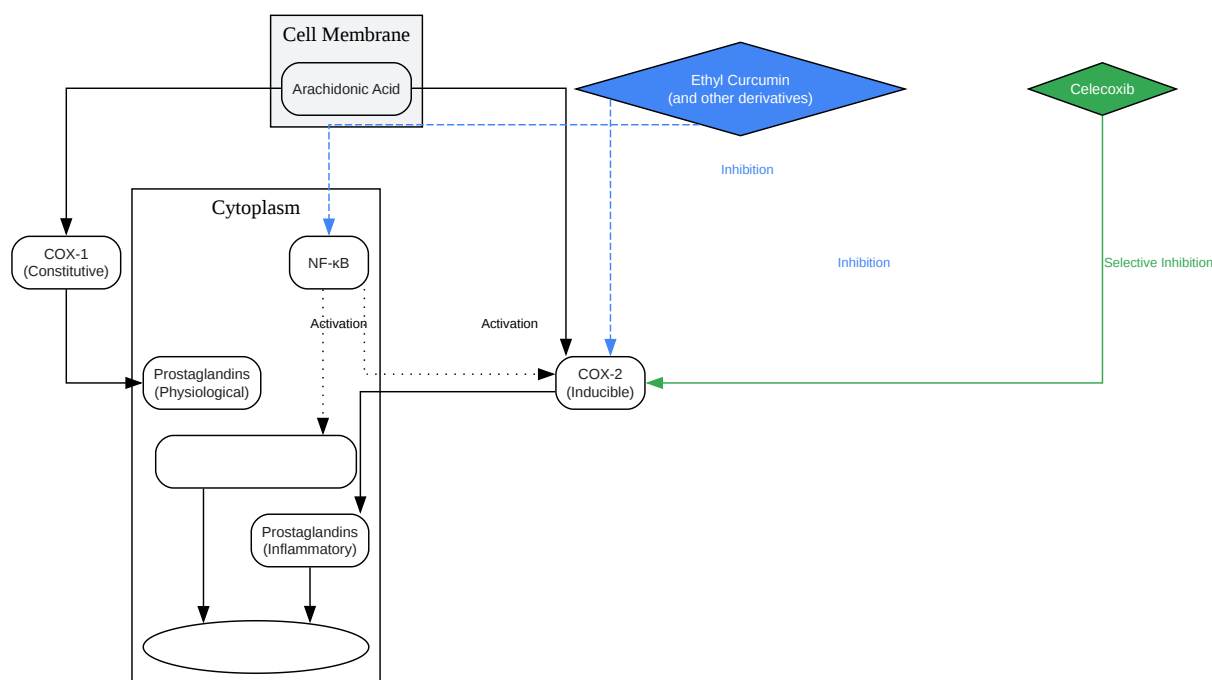 Cell Membrane
Arachidonic Acid
Ethyl Curcumin
(and other derivatives)
Celecoxib
Inhibition
Cytoplasm
COX-1
(Constitutive)
NF-κB
Inhibition
Selective Inhibition
Activation
Activation
Prostaglandins
(Physiological)
COX-2
(Inducible)
Prostaglandins
(Inflammatory)